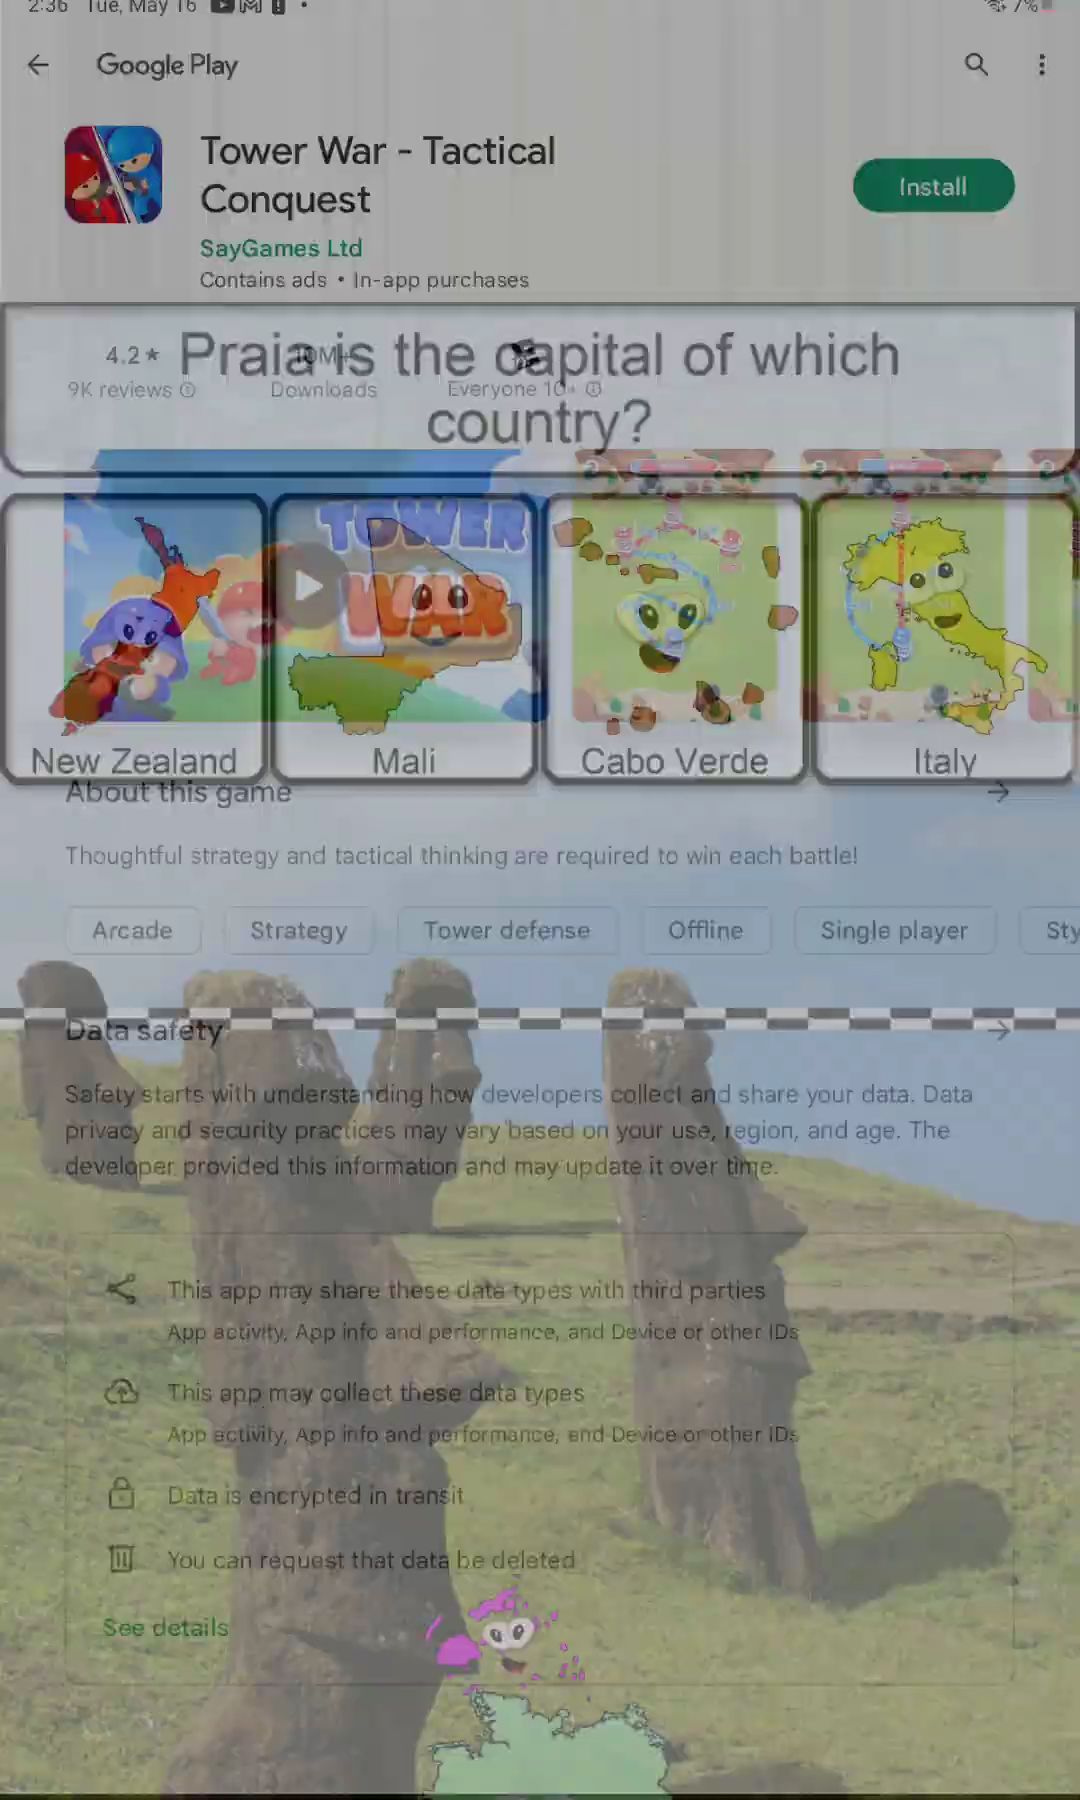 2:36 Tue, May 16
7%
Google Play
Tower War - Tactical
Conquest
Install
SayGames Ltd
Contains ads • In-app purchases
Praia is the capital of which
country?
4.2★
10M+
9K reviews
Downloads
Everyone 10+
TOWER
WAR
New Zealand
Mali
Cabo Verde
Italy
About this game
Thoughtful strategy and tactical thinking are required to win each battle!
Arcade
Strategy
Tower defense
Offline
Single player
Sty
Data safety
Safety starts with understanding how developers collect and share your data. Data
privacy and security practices may vary based on your use, region, and age. The
developer provided this information and may update it over time.
This app may share these data types with third parties
App activity, App info and performance, and Device or other IDs
This app may collect these data types
App activity, App info and performance, and Device or other IDs
Data is encrypted in transit
You can request that data be deleted
See details